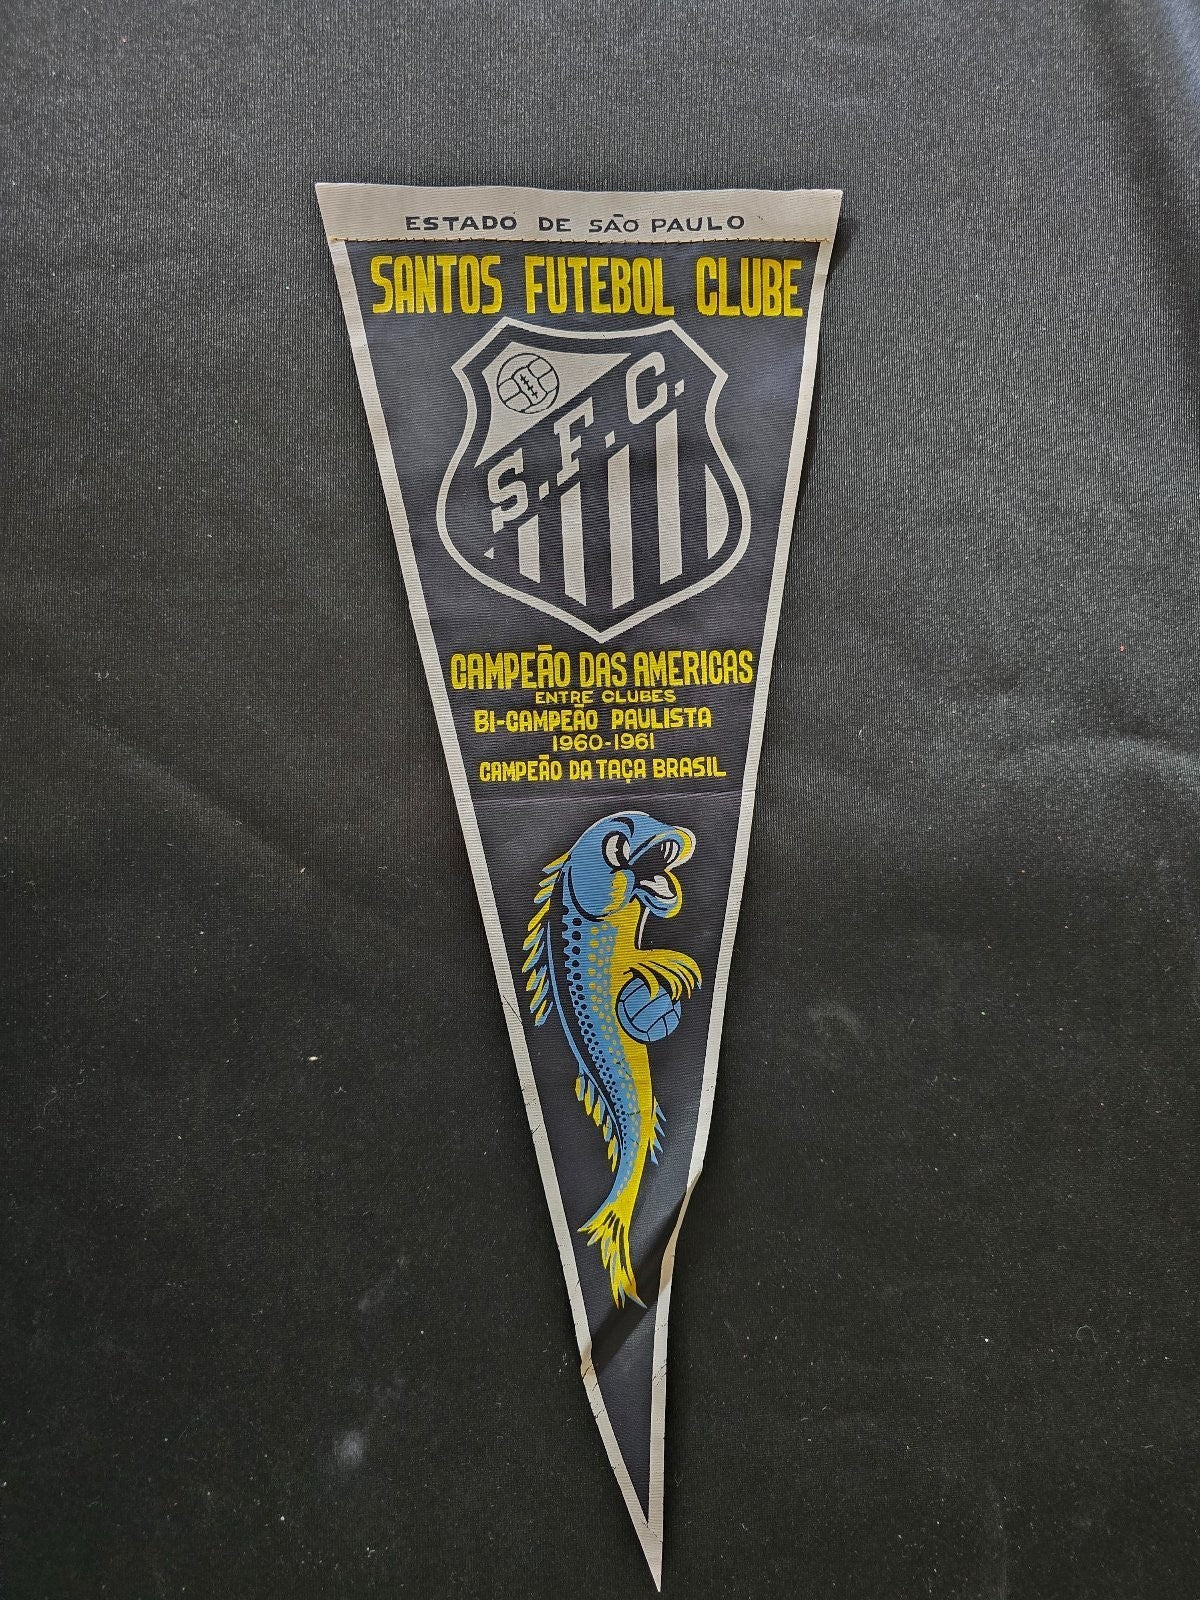 ESTADO DE SÃO PAULO
SANTOS FUTEBOL CLUBE
S.F.C.
CAMPEÃO DAS AMERICAS
ENTRE CLUBES
BI-CAMPEÃO PAULISTA
1960-1961
CAMPEÃO DA TAÇA BRASIL